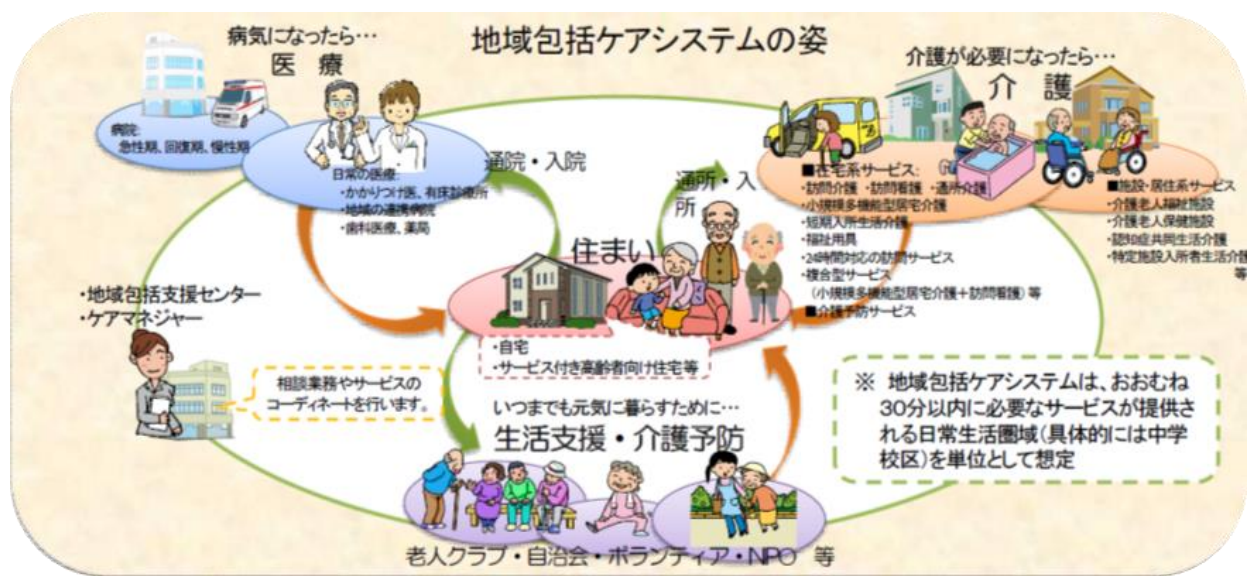 地域包括ケアシステムの姿
病気になったら…
医 療
病院:
急性期、回復期、慢性期
日常の医療:
・かかりつけ医、有床診療所
・地域の連携病院
・歯科医療、薬局
通院・入院
通所・入
所
介護が必要になったら…
介 護
■在宅系サービス:
・訪問介護 ・訪問看護 ・通所介護
・小規模多機能型居宅介護
・短期入所生活介護
・福祉用具
・24時間対応の訪問サービス
・複合型サービス
（小規模多機能型居宅介護+訪問看護）等
■介護予防サービス
■施設・居住系サービス
・介護老人福祉施設
・介護老人保健施設
・認知症共同生活介護
・特定施設入所者生活介護
等
住まい
・自宅
・サービス付き高齢者向け住宅等
・地域包括支援センター
・ケアマネジャー
相談業務やサービスの
コーディネートを行います。
いつまでも元気に暮らすために…
生活支援・介護予防
老人クラブ・自治会・ボランティア・NPO 等
※ 地域包括ケアシステムは、おおむね
30分以内に必要なサービスが提供さ
れる日常生活圏域(具体的には中学
校区)を単位として想定